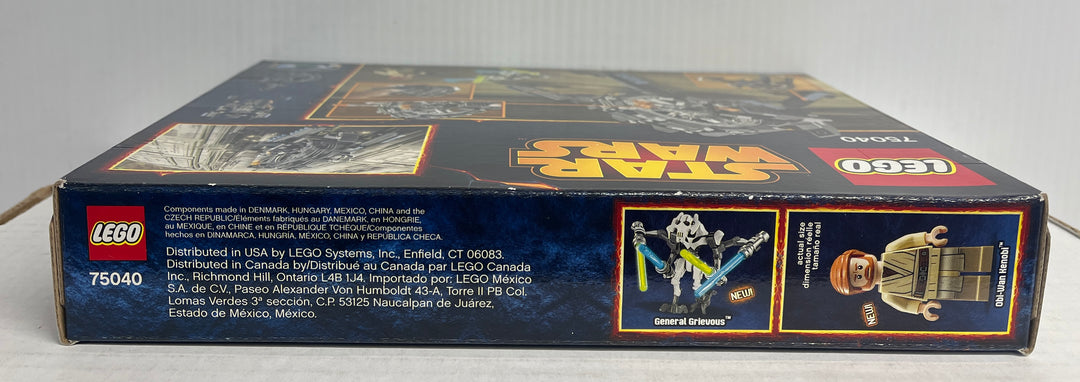 75040
LEGO
STAR
WARS
LEGO
75040
Components made in DENMARK, HUNGARY, MEXICO, CHINA and the
CZECH REPUBLIC/Éléments fabriqués au DANEMARK, en HONGRIE,
au MEXIQUE, en CHINE et en RÉPUBLIQUE TCHÈQUE/Componentes
hechos en DINAMARCA, HUNGRIA, MÉXICO, CHINA y REPÚBLICA CHECA.
Distributed in USA by LEGO Systems, Inc., Enfield, CT 06083.
Distributed in Canada by/Distribué au Canada par LEGO Canada
Inc., Richmond Hill, Ontario L4B 1J4. Importado por: LEGO México
S.A. de C.V., Paseo Alexander Von Humboldt 43-A, Torre II PB Col.
Lomas Verdes 3ª sección, C.P. 53125 Naucalpan de Juárez,
Estado de México, México.
NEW!
General Grievous™
actual size
dimension réelle
tamaño real
NEW!
Obi-Wan Kenobi™